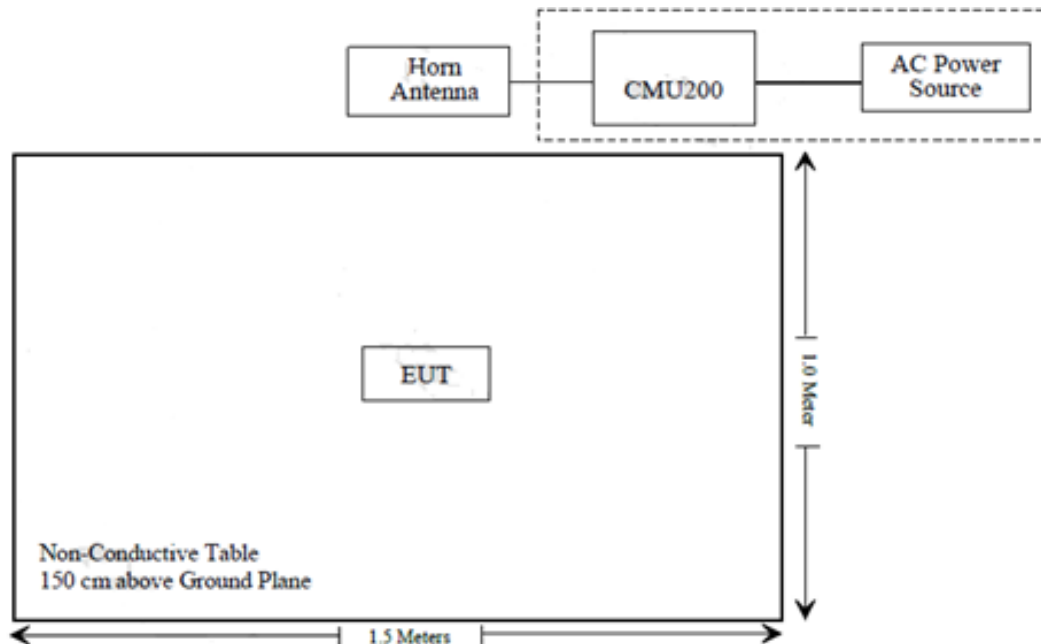 Horn
Antenna
CMU200
AC Power
Source
EUT
1.0 Meter
Non-Conductive Table
150 cm above Ground Plane
1.5 Meters